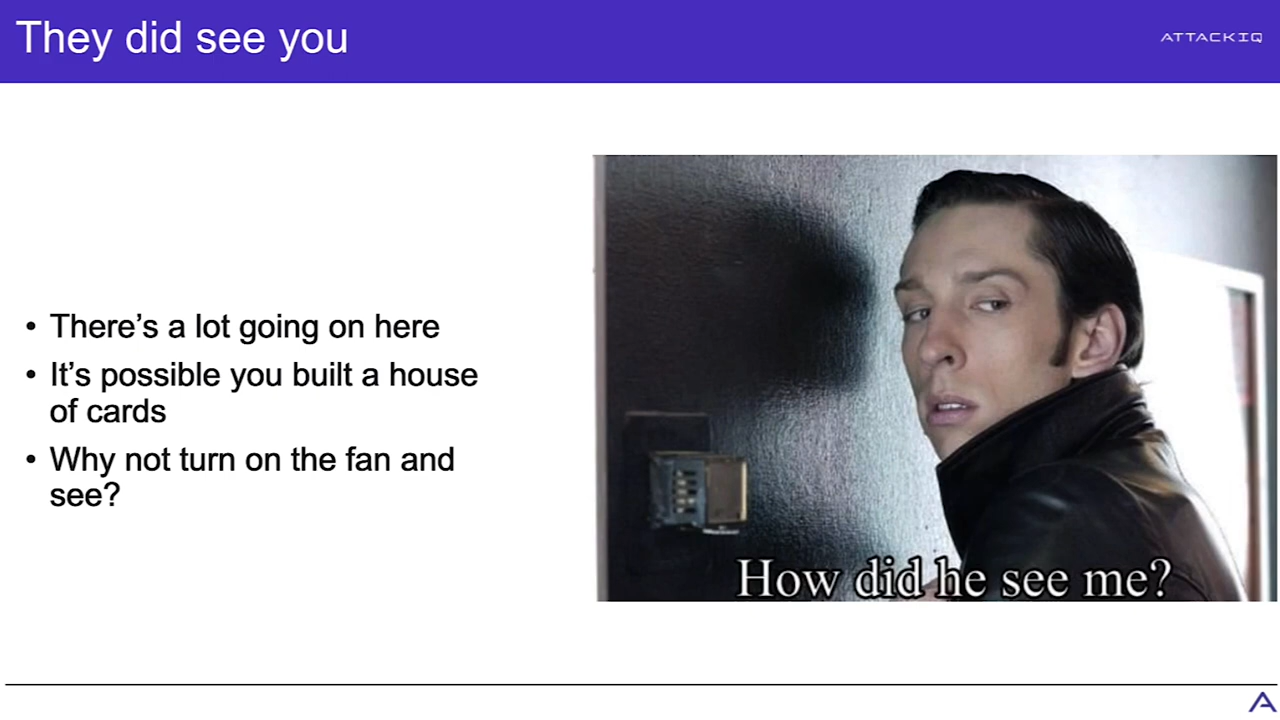 They did see you
ATTACKIQ
• There’s a lot going on here
• It’s possible you built a house
of cards
• Why not turn on the fan and
see?
How did he see me?